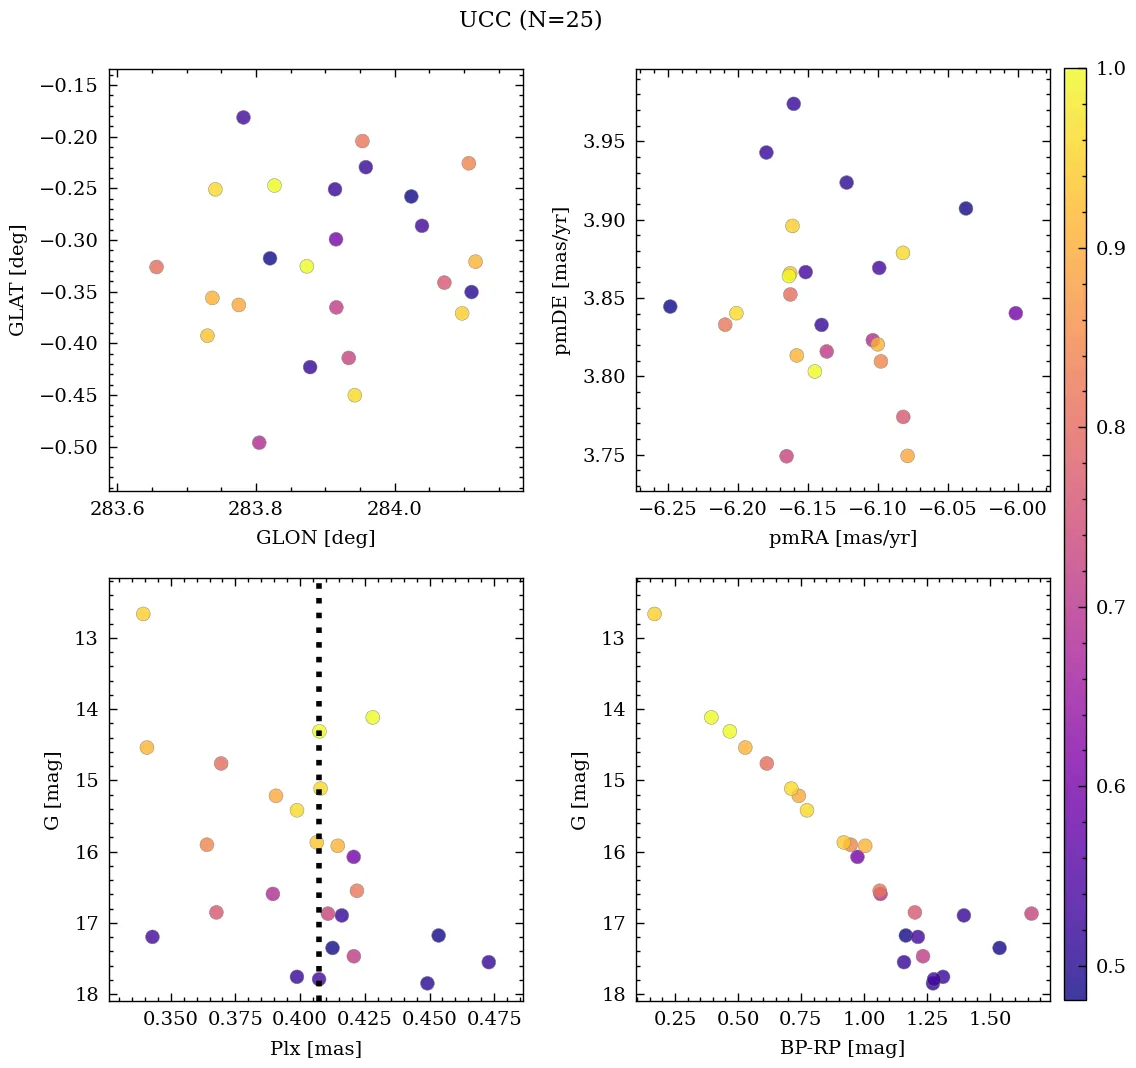 UCC (N=25)
−0.15
−0.20
−0.25
−0.30
−0.35
−0.40
−0.45
−0.50
GLAT [deg]
283.6 283.8 284.0
GLON [deg]
3.95
3.90
3.85
3.80
3.75
pmDE [mas/yr]
−6.25 −6.20 −6.15 −6.10 −6.05 −6.00
pmRA [mas/yr]
13
14
15
16
17
18
G [mag]
0.350 0.375 0.400 0.425 0.450 0.475
Plx [mas]
13
14
15
16
17
18
G [mag]
0.25 0.50 0.75 1.00 1.25 1.50
BP-RP [mag]
1.0
0.9
0.8
0.7
0.6
0.5